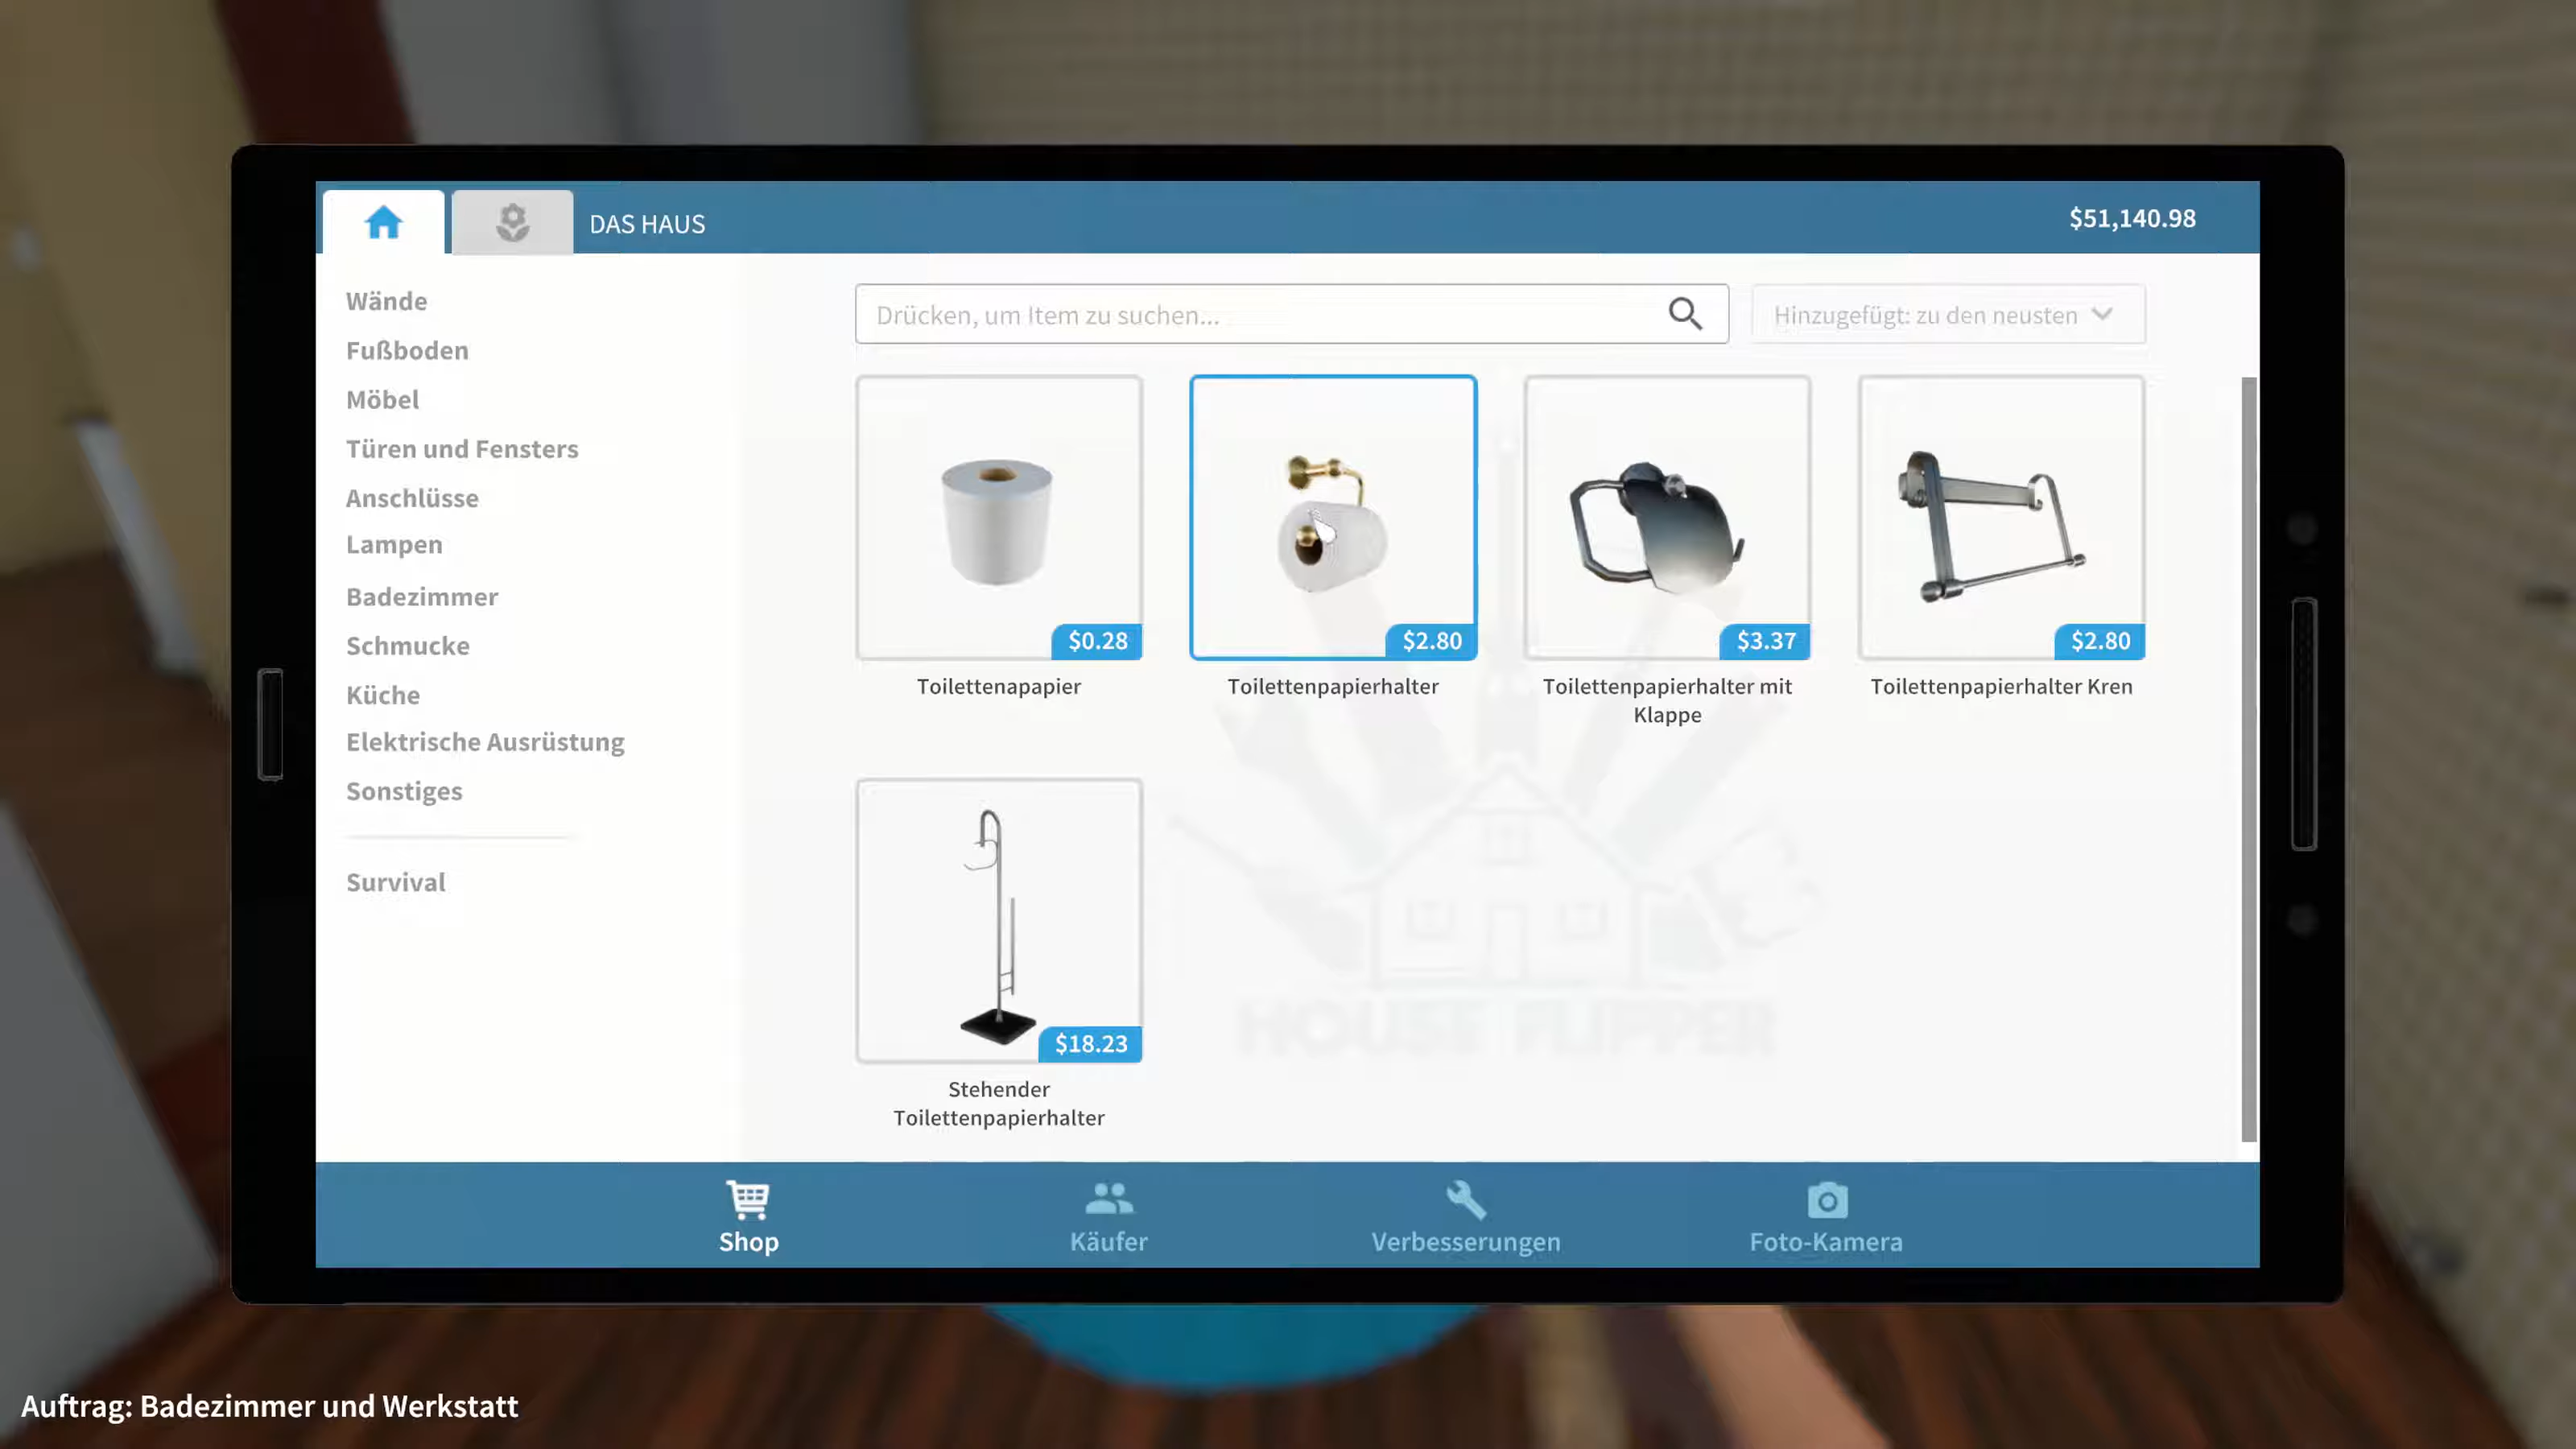 DAS HAUS
$51,140.98
Wände
Fußboden
Möbel
Türen und Fensters
Anschlüsse
Lampen
Badezimmer
Schmucke
Küche
Elektrische Ausrüstung
Sonstiges
Survival
Drücken, um Item zu suchen...
Hinzugefügt: zu den neusten
$0.28
$2.80
$3.37
$2.80
Toilettenapapier
Toilettenpapierhalter
Toilettenpapierhalter mit
Klappe
Toilettenpapierhalter Kren
$18.23
Stehender
Toilettenpapierhalter
HOUSE FLIPPER
Shop
Käufer
Verbesserungen
Foto-Kamera
Auftrag: Badezimmer und Werkstatt